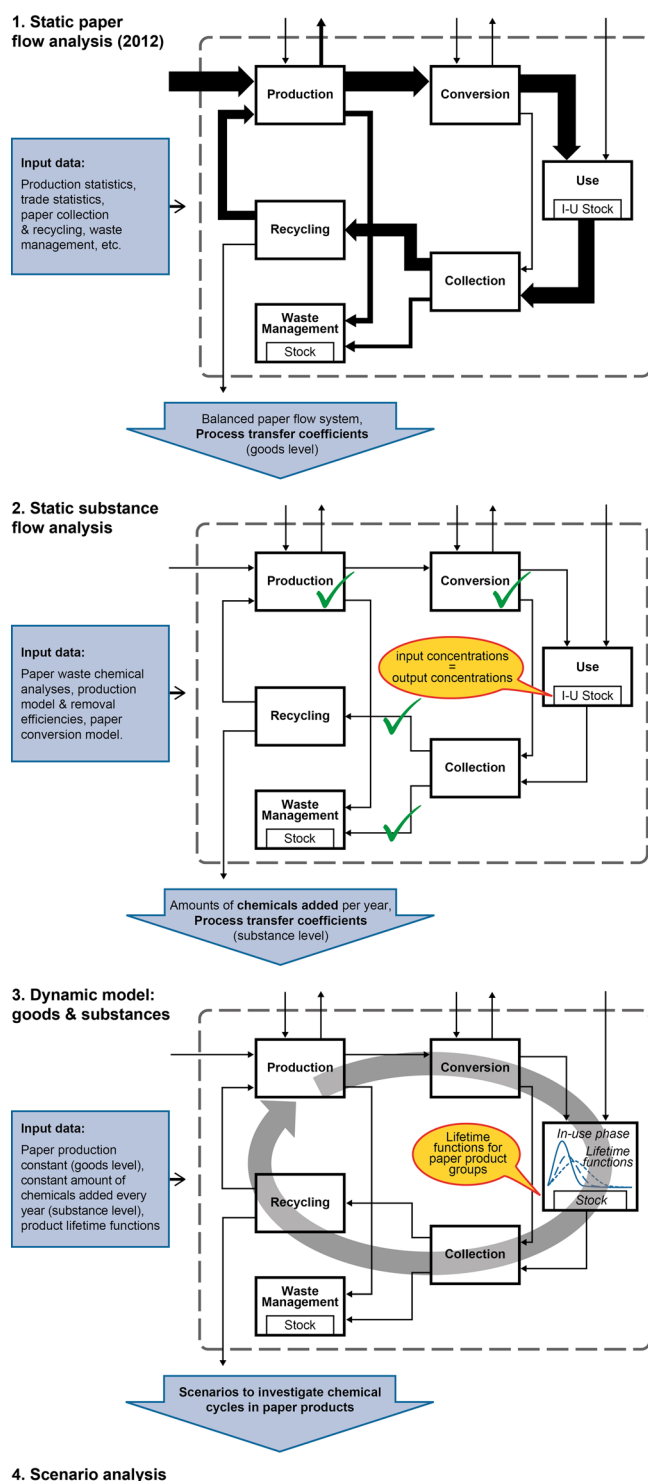 1. Static paper
flow analysis (2012)
Production
Conversion
Input data:
Production statistics,
trade statistics,
paper collection
& recycling, waste
management, etc.
Use
I-U Stock
Recycling
Collection
Waste
Management
Stock
Balanced paper flow system,
Process transfer coefficients
(goods level)
2. Static substance
flow analysis
Production
Conversion
Input data:
Paper waste chemical
analyses, production
model & removal
efficiencies, paper
conversion model.
input concentrations
=
output concentrations
Use
I-U Stock
Recycling
Collection
Waste
Management
Stock
Amounts of chemicals added per year,
Process transfer coefficients
(substance level)
3. Dynamic model:
goods & substances
Production
Conversion
Input data:
Paper production
constant (goods level),
constant amount of
chemicals added every
year (substance level),
product lifetime functions
Lifetime
functions for
paper product
groups
In-use phase
Lifetime
functions
Stock
Recycling
Collection
Waste
Management
Stock
Scenarios to investigate chemical
cycles in paper products
4. Scenario analysis